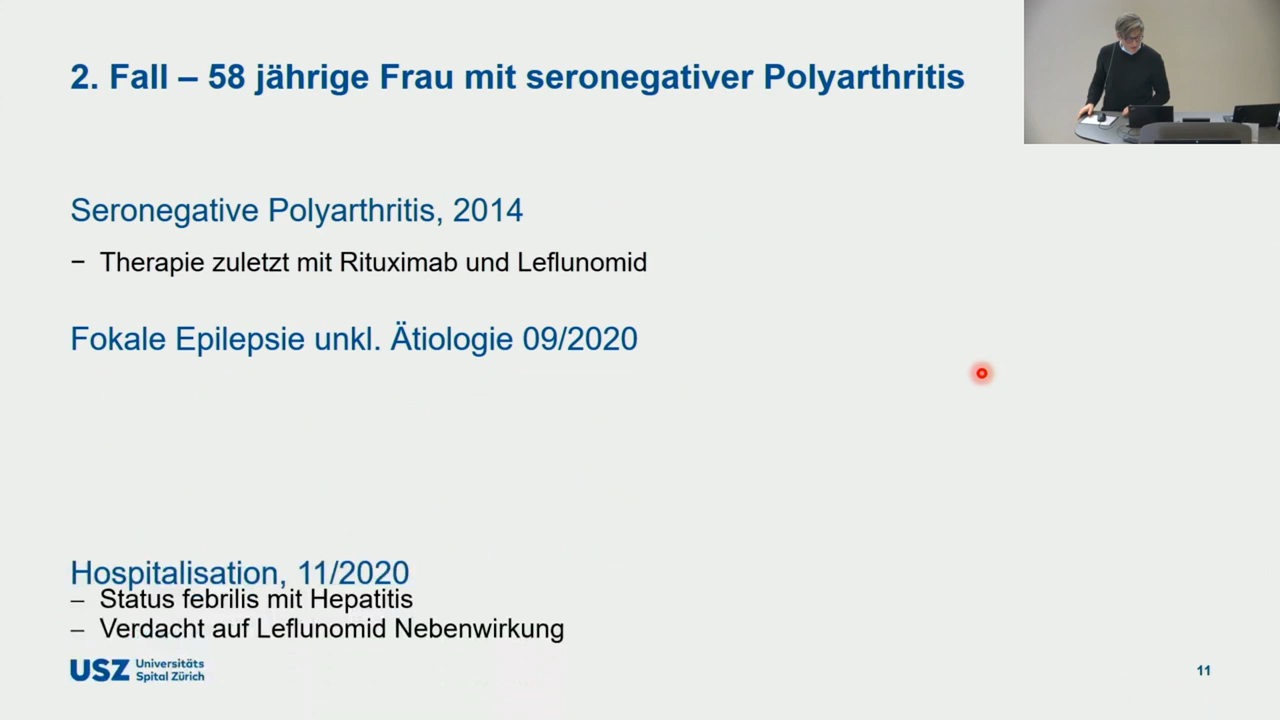 2. Fall – 58 jährige Frau mit seronegativer Polyarthritis
Seronegative Polyarthritis, 2014
− Therapie zuletzt mit Rituximab und Leflunomid
Fokale Epilepsie unkl. Ätiologie 09/2020
Hospitalisation, 11/2020
– Status febrilis mit Hepatitis
– Verdacht auf Leflunomid Nebenwirkung
USZ Universitäts
Spital Zürich
11